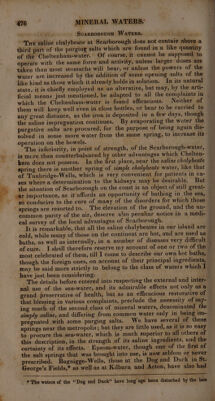 476 MINERAL WATERS.
SCARBOROUGH WATERS.
THE saline chalybeate at Scarborough does not contain above a
third part of the purging salts which are found in a like quantity
of the Cheltenham-water. Of course, it cannot be supposed to
operate with the same force and activity, unless larger doses are
taken than most stomachs will bear, or unless the powers of the
water are increased by the addition of some opening salts of the
like kind as those which it already holds in solution. In its natural
state, it is chiefly employed as an alterative, but may, by the arti-
ficial means just mentioned, be adapted to all the complaints in
which the Cheltenham-water is found efficacious. Neither of
them will keep well even in close bottles, or bear to be carried to
any great distance, as the iron is deposited in a few days, though
the saline impregnation continues. By evaporating the water the
purgative salts are procured, for the purpose of being again dis-
solved in some more water from the same spring, to increase its
operation on the bowels.
The inferiority, in point of strength, of the Scarborough-water,
is more than counterbalanced by other advantages which Chelten-
ham does not possess. In the first place, near the saline chalybeate
spring there is another spring of simple chalybeate water, like that
of Tunbridge-Wells, which is very convenient for patients in ca-
ses where a determination to the bowels may be desirable. But
the situation of Scarborough on the coast is an object of still great-
er importance, as it affords an opportunity of bathing in the sea,
so conducive to the cure of many of the disorders for which those
springs are resorted to. The elevation of the ground, and the un-
common purity of the air, deserve also peculiar notice in a medi-
cal survey of the local advantages of Scarborough.
It is remarkable, that all the saline chalybeates in our island are
cold, while many of those on the continent are hot, and are used as
baths, as well as internally, in a number of diseases very difficult
of cure. I shall therefore reserve my account of one or two of the
most celebrated of them, till I come to describe our own hot baths,
though the foreign ones, on account of their principal ingredients,
may be said more strictly to belong to the class of waters which I
have just been considering.
The details before entered into respecting the external and inter-
nal use of the sea-water, and its admirable effects not only as a
grand preservative of health, but as an efficacious restorative of
that blessing in various complaints, preclude the necessity of say-
ing much of the second class of mineral waters, denominated the
simply saline, and differing from common water only in being im-
pregnated with some purging salts. We have several of those
springs near the metropolis; but they are little used, as it is so easy
to procure the sea-water, which is much superior to all others of
this description, in the strength of its saline ingredients, and the
certainty of its effects. Epsom-water, though one of the first of
the salt springs that was brought into use, is now seldom or never
prescribed. Bagnigge-Wells, those at the Dog and Duck in St.
George's Fields,* as well as at Kilburn and Acton, have also had
* The waters of the "Dog and Duck" have long ago been disturbed by the late